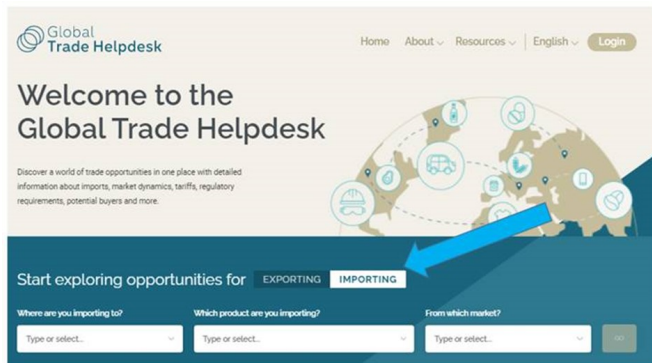 Global
Trade Helpdesk
Home About Resources English Login
Welcome to the
Global Trade Helpdesk
Discover a world of trade opportunities in one place with detailed
information about imports, market dynamics, tariffs, regulatory
requirements, potential buyers and more.
Start exploring opportunities for EXPORTING IMPORTING
Where are you importing to? Which product are you importing? From which market?
Type or select... Type or select... Type or select... GO